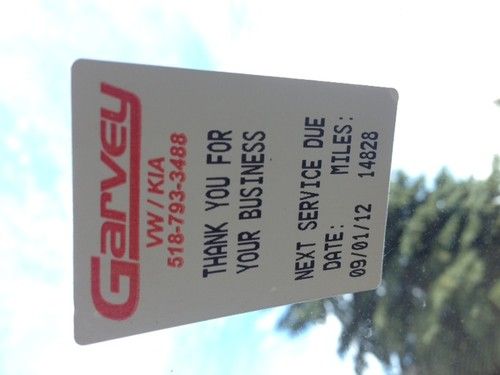 Garvey
VW / KIA
518-793-3488
THANK YOU FOR
YOUR BUSINESS
NEXT SERVICE DUE
DATE: MILES:
09/01/12 14828